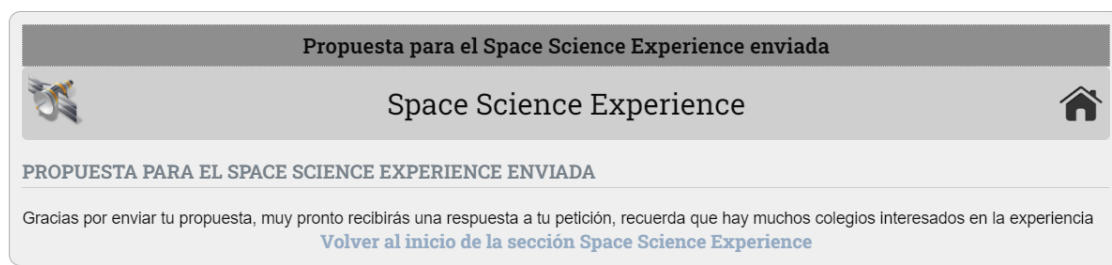 Propuesta para el Space Science Experience enviada
Space Science Experience
PROPUESTA PARA EL SPACE SCIENCE EXPERIENCE ENVIADA
Gracias por enviar tu propuesta, muy pronto recibirás una respuesta a tu petición, recuerda que hay muchos colegios interesados en la experiencia
Volver al inicio de la sección Space Science Experience